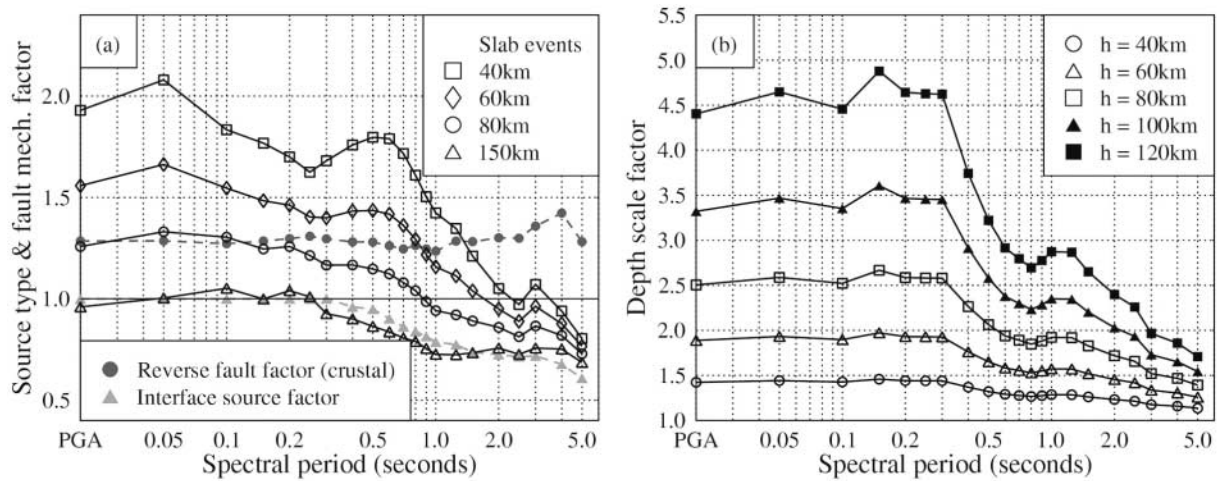 (a)
Slab events
40km
60km
80km
150km
Reverse fault factor (crustal)
Interface source factor
2.0
1.5
1.0
0.5
Source type & fault mech. factor
PGA 0.05 0.1 0.2 0.5 1.0 2.0 5.0
Spectral period (seconds)
(b)
h = 40km
h = 60km
h = 80km
h = 100km
h = 120km
5.5
5.0
4.5
4.0
3.5
3.0
2.5
2.0
1.5
1.0
Depth scale factor
PGA 0.05 0.1 0.2 0.5 1.0 2.0 5.0
Spectral period (seconds)